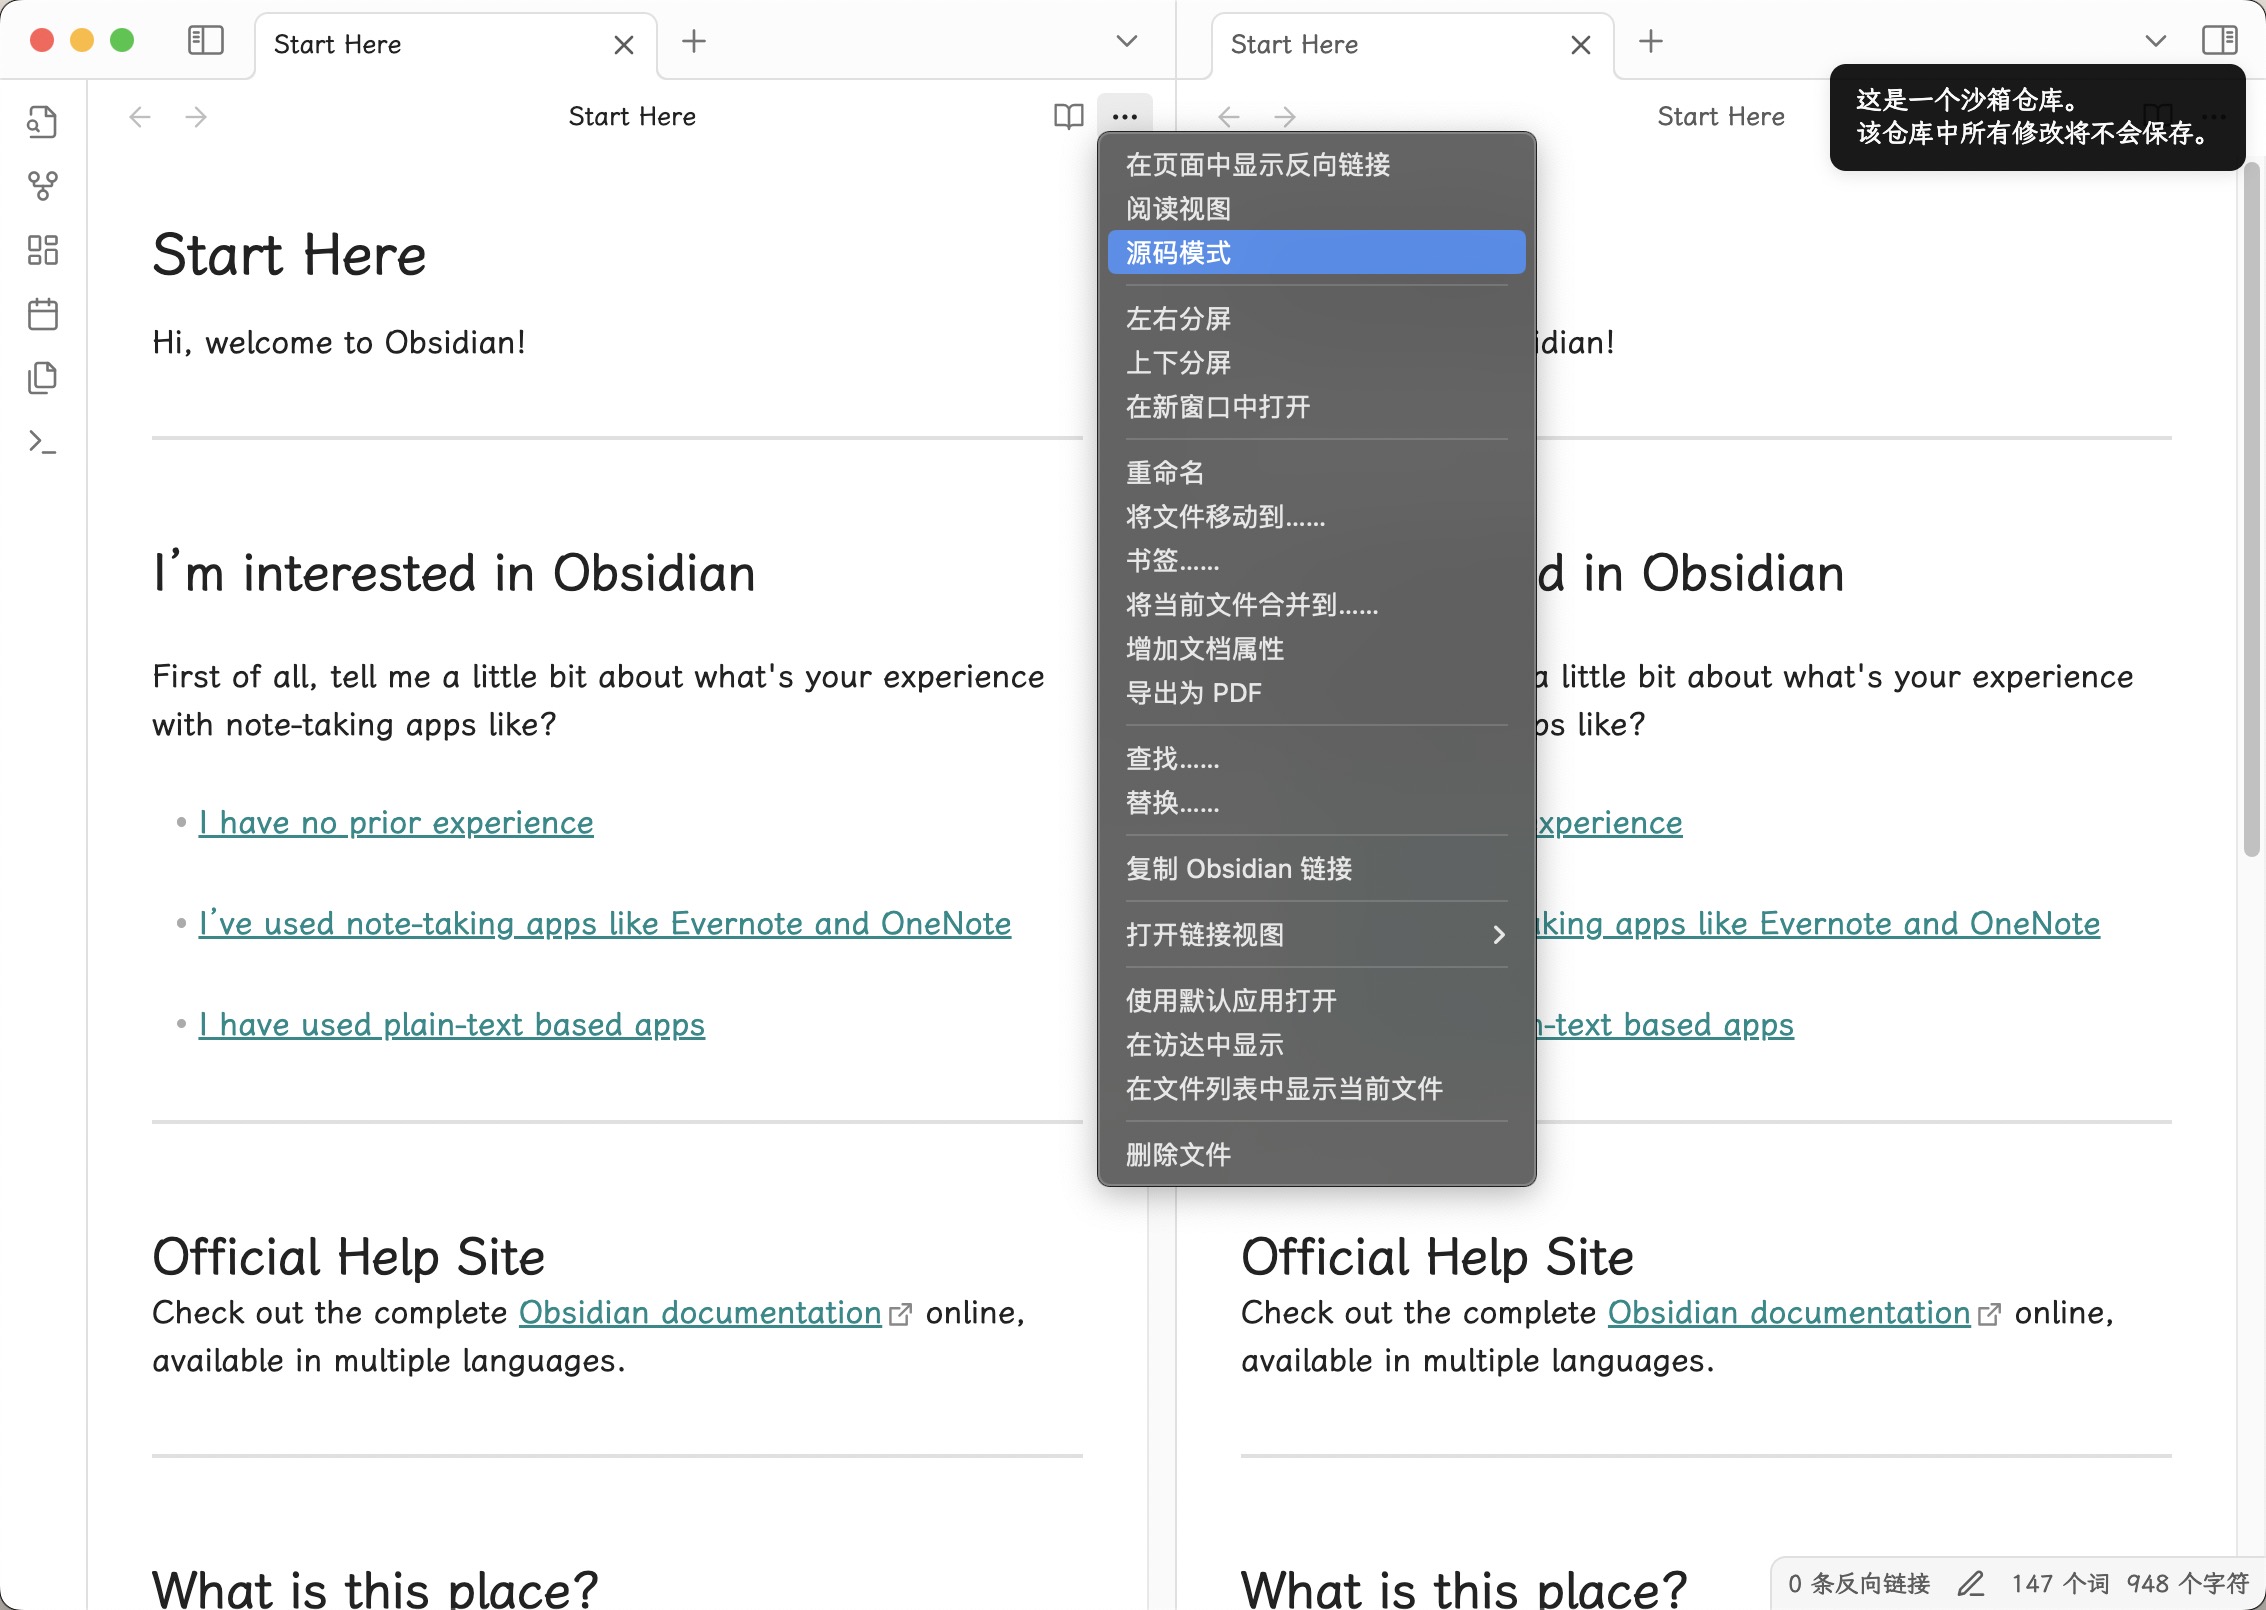 Start Here
Start Here
Start Here
Start Here
这是一个沙箱仓库。
该仓库中所有修改将不会保存。
Start Here
Hi, welcome to Obsidian!
I’m interested in Obsidian
First of all, tell me a little bit about what's your experience
with note-taking apps like?
I have no prior experience
I’ve used note-taking apps like Evernote and OneNote
I have used plain-text based apps
Official Help Site
Check out the complete Obsidian documentation online,
available in multiple languages.
What is this place?
在页面中显示反向链接
阅读视图
源码模式
左右分屏
上下分屏
在新窗口中打开
重命名
将文件移动到……
书签……
将当前文件合并到……
增加文档属性
导出为 PDF
查找……
替换……
复制 Obsidian 链接
打开链接视图
使用默认应用打开
在访达中显示
在文件列表中显示当前文件
删除文件
idian!
d in Obsidian
a little bit about what's your experience
ps like?
xperience
king apps like Evernote and OneNote
-text based apps
Official Help Site
Check out the complete Obsidian documentation online,
available in multiple languages.
What is this place?
0 条反向链接 147 个词 948 个字符